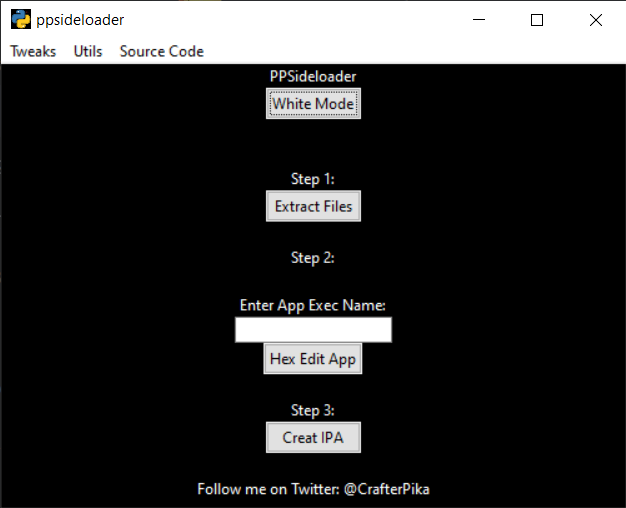 ppsideloader
Tweaks Utils Source Code
PPSideloader
White Mode
Step 1:
Extract Files
Step 2:
Enter App Exec Name:
Hex Edit App
Step 3:
Creat IPA
Follow me on Twitter: @CrafterPika